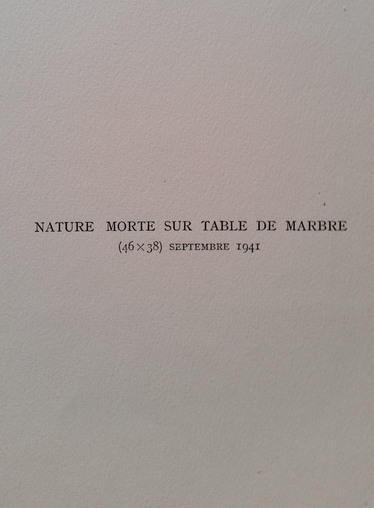 NATURE MORTE SUR TABLE DE MARBRE
(46×38) SEPTEMBRE 1941